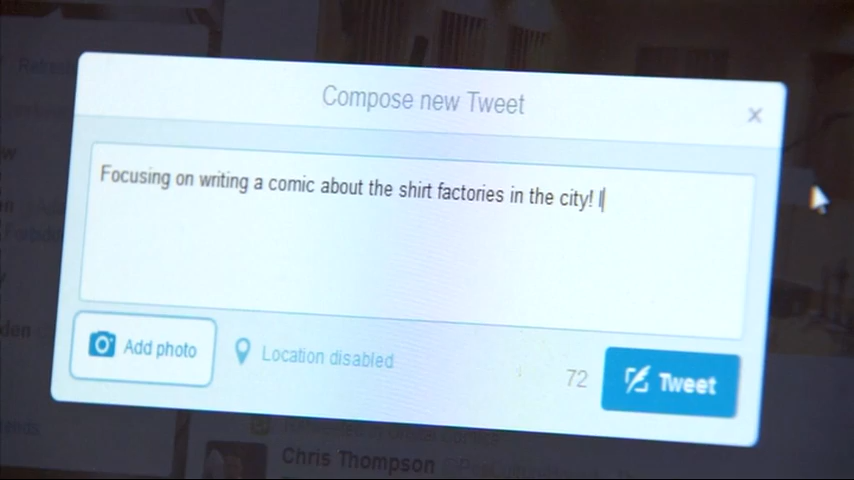 Compose new Tweet
×
Focusing on writing a comic about the shirt factories in the city! I
Add photo
Location disabled
72
Tweet
Chris Thompson